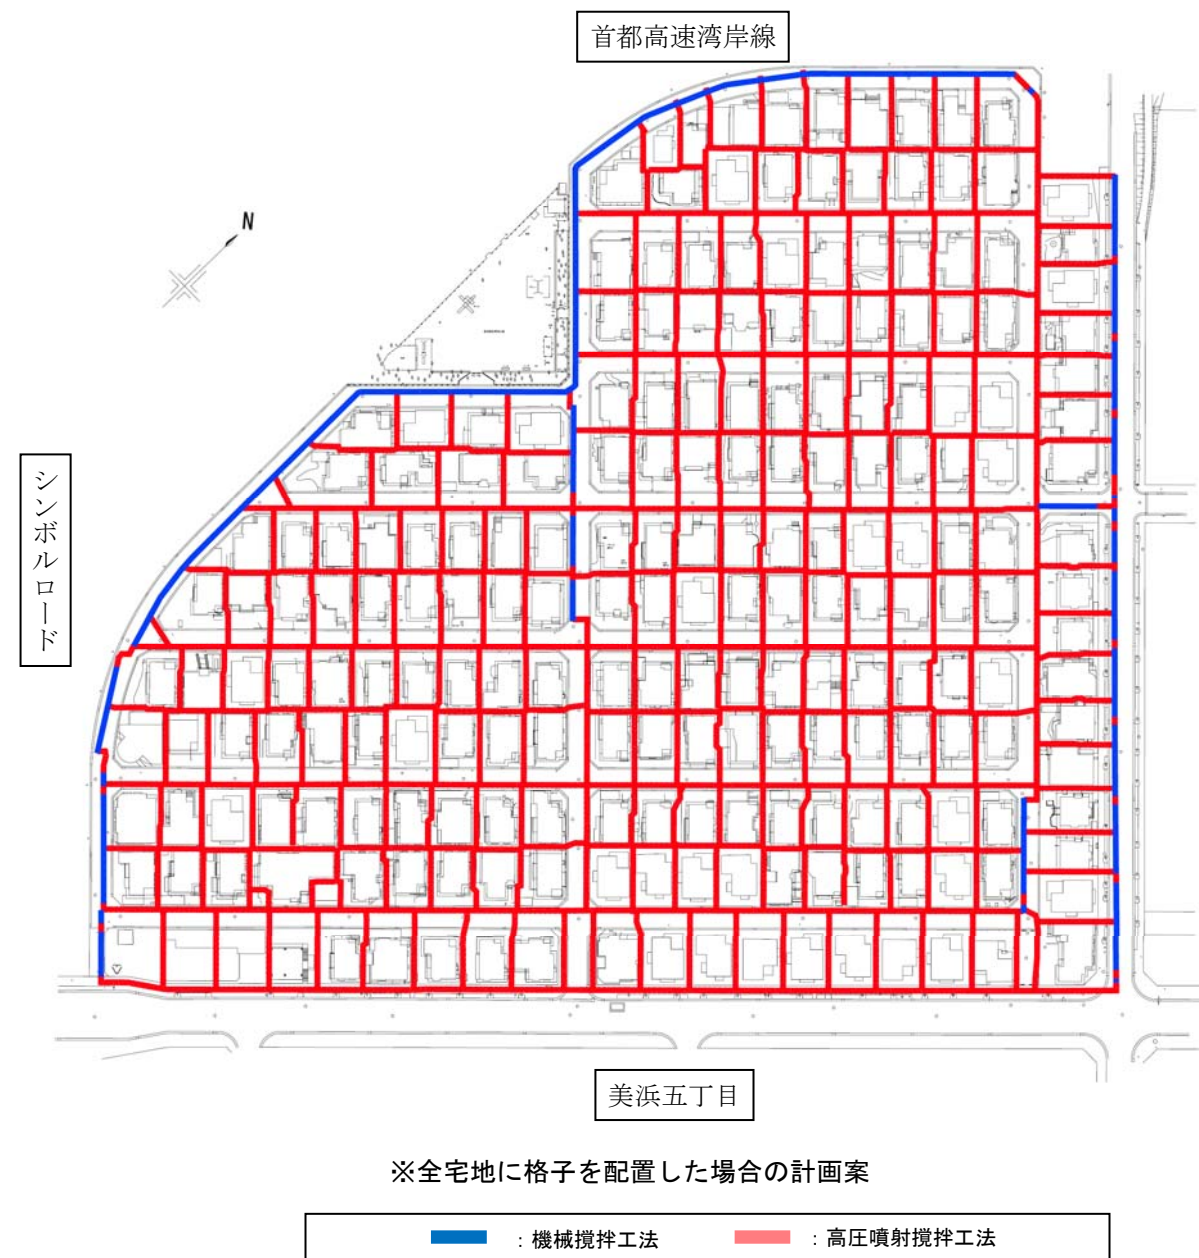 首都高速湾岸線
N
シンボルロード
美浜五丁目
※全宅地に格子を配置した場合の計画案
：機械撹拌工法
：高圧噴射撹拌工法